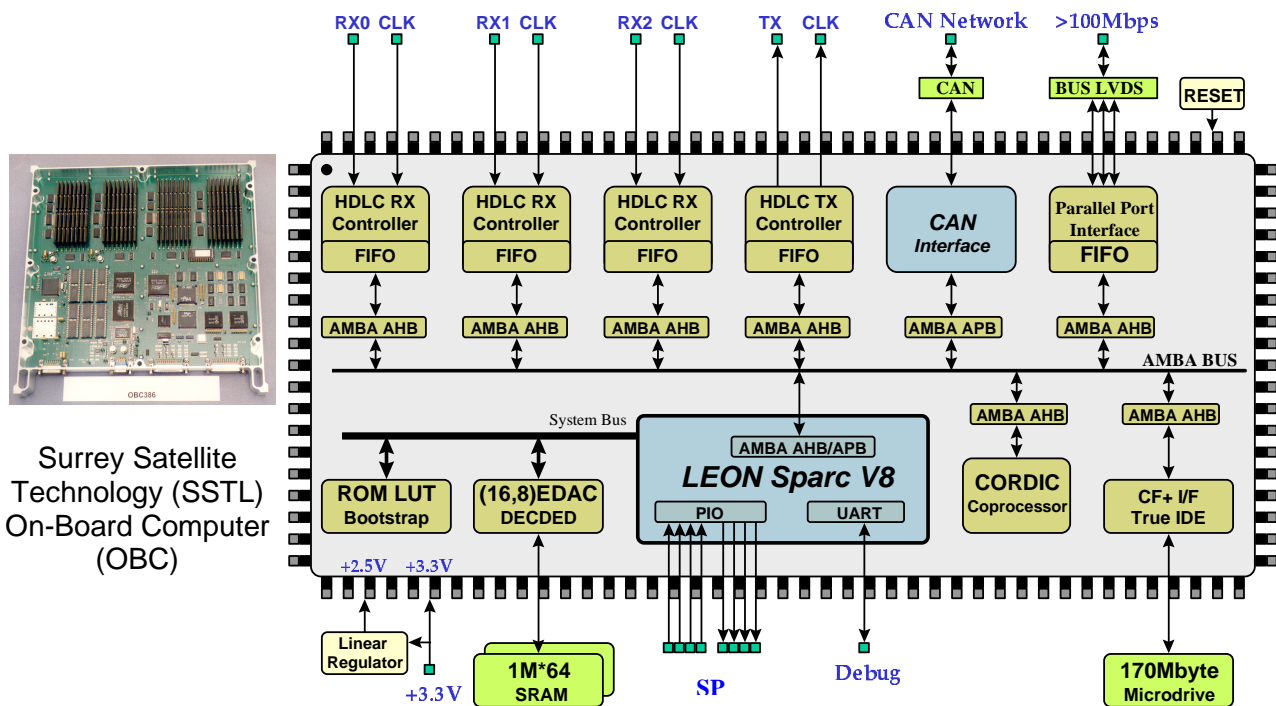 RX0 CLK
RX1 CLK
RX2 CLK
TX CLK
CAN Network
>100Mbps
CAN
BUS LVDS
RESET
HDLC RX
Controller
FIFO
HDLC RX
Controller
FIFO
HDLC RX
Controller
FIFO
HDLC TX
Controller
FIFO
CAN
Interface
Parallel Port
Interface
FIFO
AMBA AHB
AMBA AHB
AMBA AHB
AMBA AHB
AMBA APB
AMBA AHB
AMBA BUS
OBC386
Surrey Satellite
Technology (SSTL)
On-Board Computer
(OBC)
System Bus
AMBA AHB/APB
LEON Sparc V8
PIO
UART
AMBA AHB
AMBA AHB
ROM LUT
Bootstrap
(16,8)EDAC
DECDED
CORDIC
Coprocessor
CF+ I/F
True IDE
+2.5V
+3.3V
Linear
Regulator
+3.3V
1M*64
SRAM
SP
Debug
170Mbyte
Microdrive